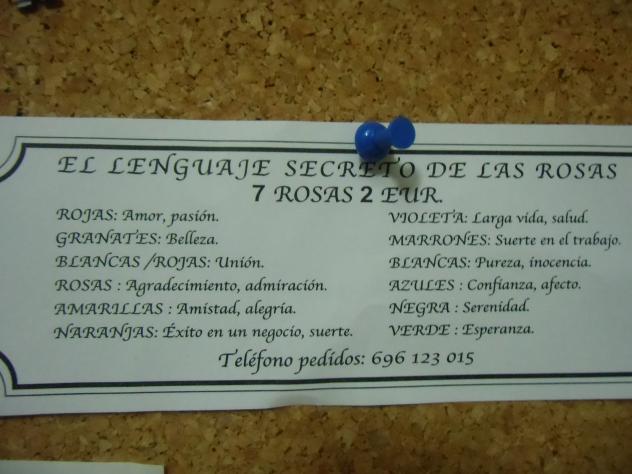 EL LENGUAJE SECRETO DE LAS ROSAS
7 ROSAS 2 EUR.
ROJAS: Amor, pasión.
GRANATES: Belleza.
BLANCAS /ROJAS: Unión.
ROSAS : Agradecimiento, admiración.
AMARILLAS : Amistad, alegría.
NARANJAS: Éxito en un negocio, suerte.
VIOLETA: Larga vida, salud.
MARRONES: Suerte en el trabajo.
BLANCAS: Pureza, inocencia.
AZULES : Confianza, afecto.
NEGRA : Serenidad.
VERDE : Esperanza.
Teléfono pedidos: 696 123 015